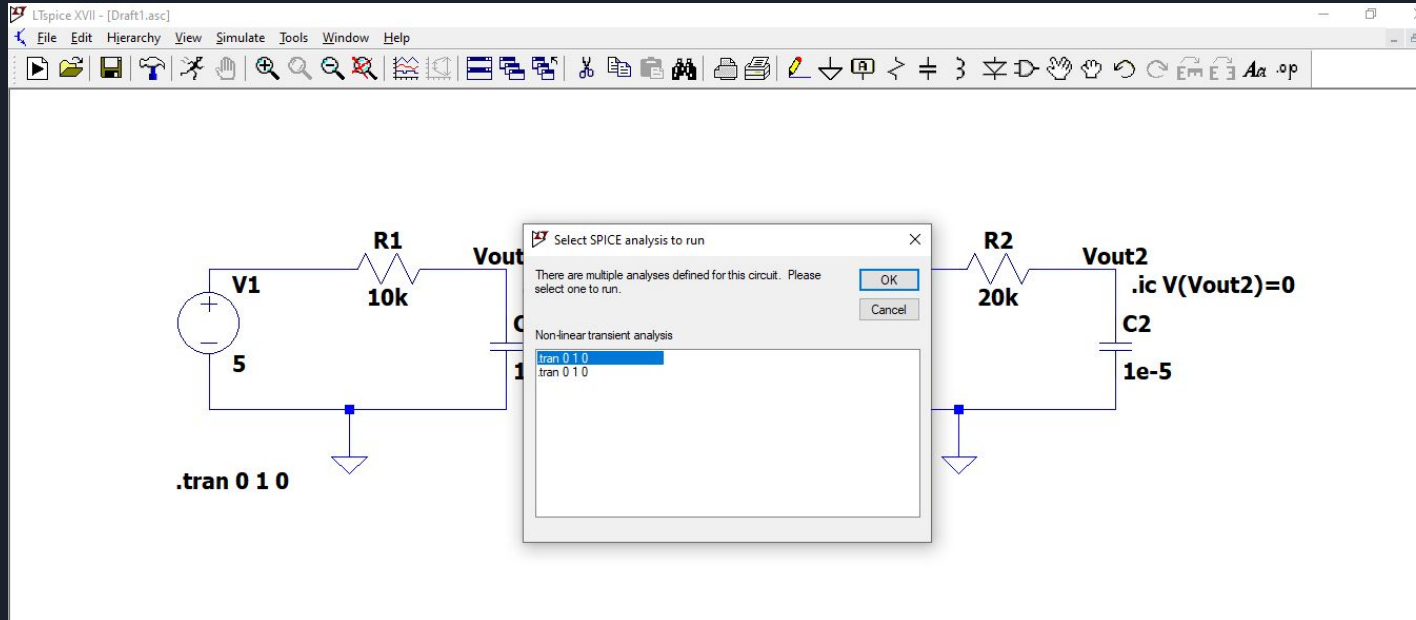 LTspice XVII - [Draft1.asc]
File Edit Hierarchy View Simulate Tools Window Help
Aa .op
R1
Vout
V1
10k
5
.tran 0 1 0
Select SPICE analysis to run
There are multiple analyses defined for this circuit. Please
select one to run.
OK
Cancel
Non-linear transient analysis
.tran 0 1 0
.tran 0 1 0
R2
Vout2
.ic V(Vout2)=0
20k
C2
1e-5